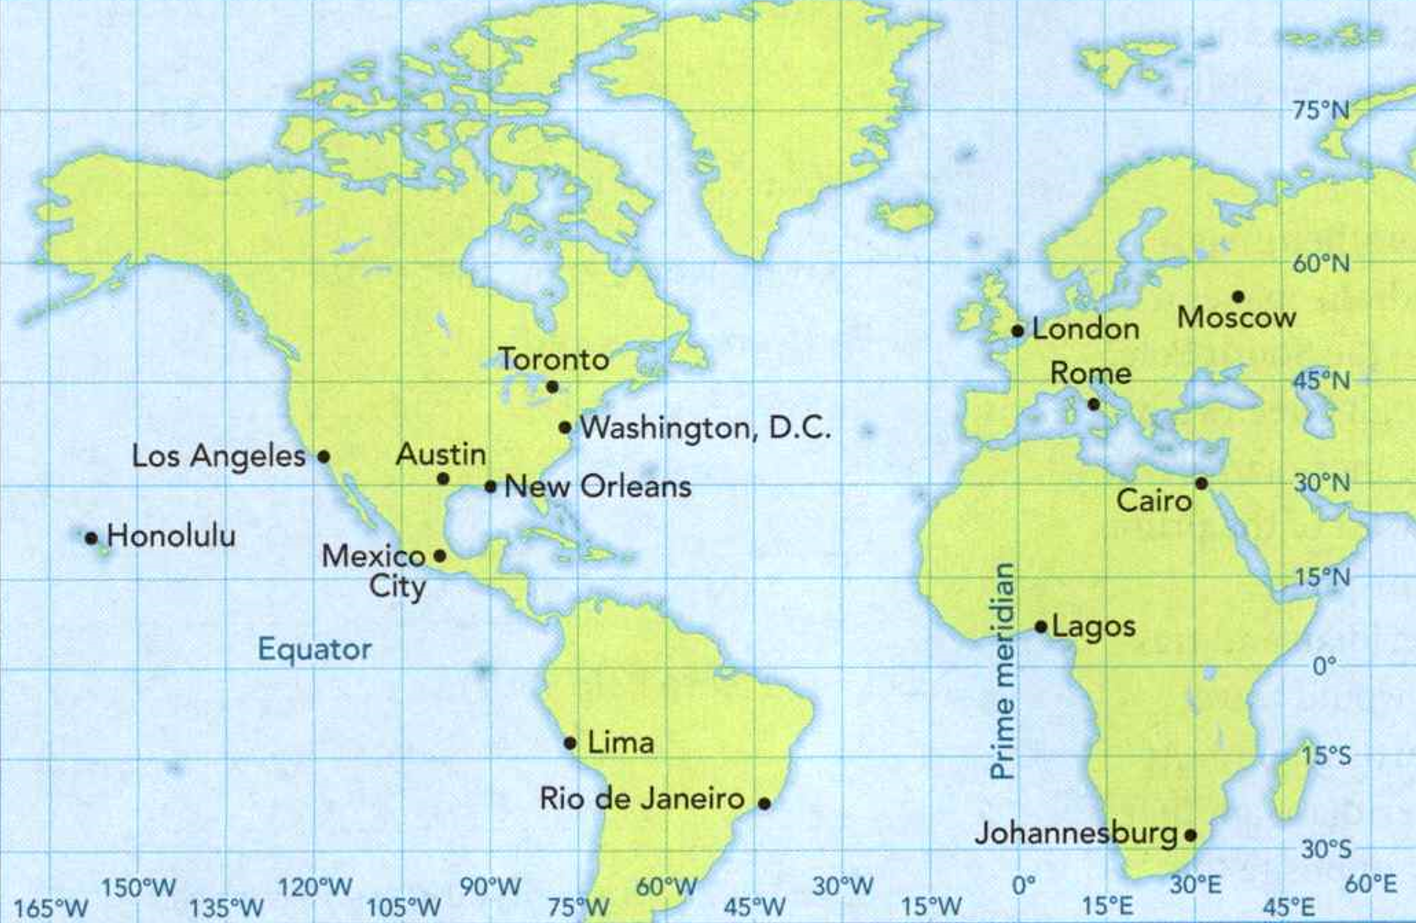 75°N
60°N
Moscow
London
Toronto
Rome
45°N
Washington, D.C.
Los Angeles
Austin
New Orleans
30°N
Cairo
Honolulu
Mexico
City
15°N
Prime meridian
Lagos
Equator
0°
Lima
15°S
Rio de Janeiro
Johannesburg
30°S
150°W 120°W 90°W 60°W 30°W 0° 30°E 60°E
165°W 135°W 105°W 75°W 45°W 15°W 15°E 45°E